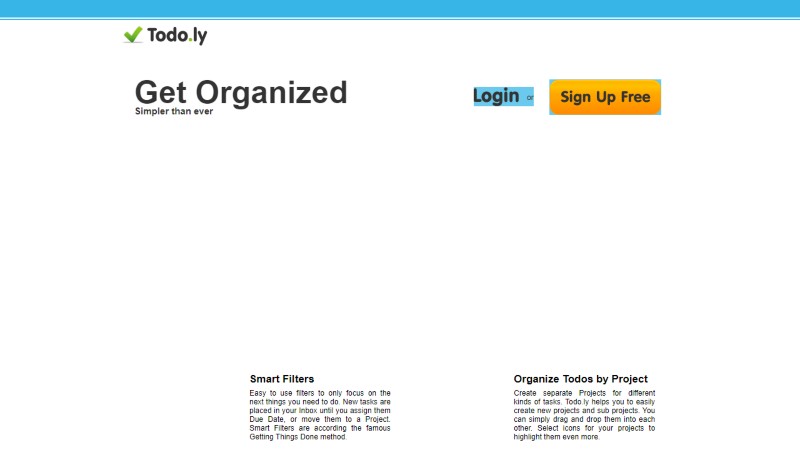 Todo.ly
Get Organized
Simpler than ever
Login or
Sign Up Free
Smart Filters
Easy to use filters to only focus on the
next things you need to do. New tasks are
placed in your Inbox until you assign them
Due Date, or move them to a Project.
Smart Filters are according the famous
Getting Things Done method.
Organize Todos by Project
Create separate Projects for different
kinds of tasks. Todo.ly helps you to easily
create new projects and sub projects. You
can simply drag and drop them into each
other. Select icons for your projects to
highlight them even more.